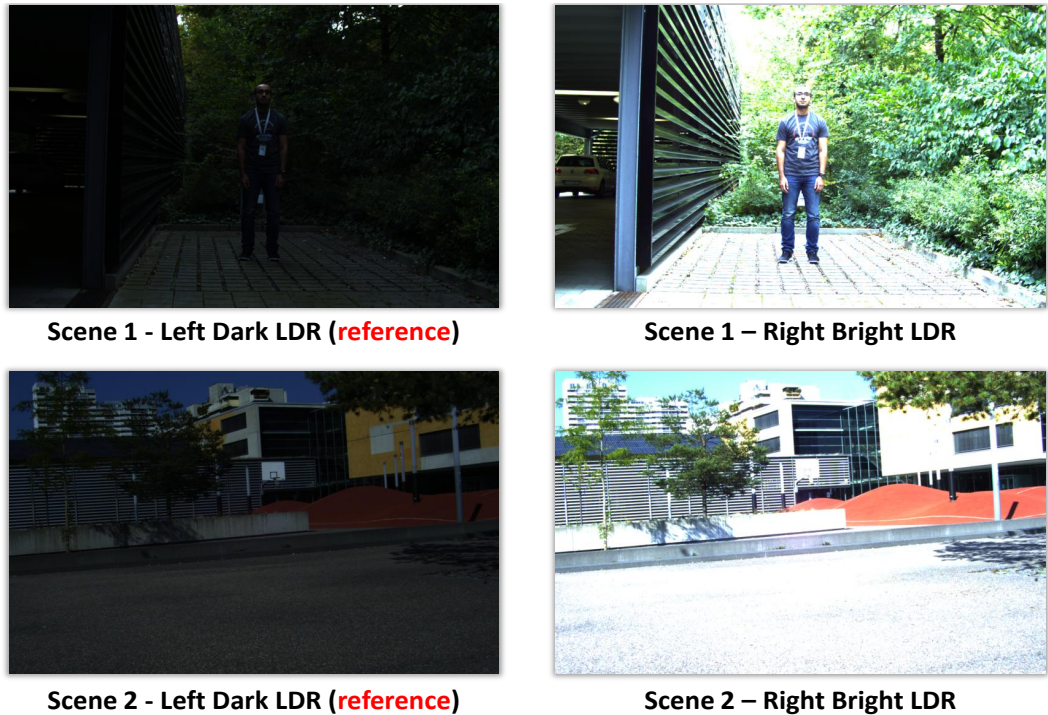 Scene 1 - Left Dark LDR (reference)
Scene 1 – Right Bright LDR
Scene 2 - Left Dark LDR (reference)
Scene 2 – Right Bright LDR